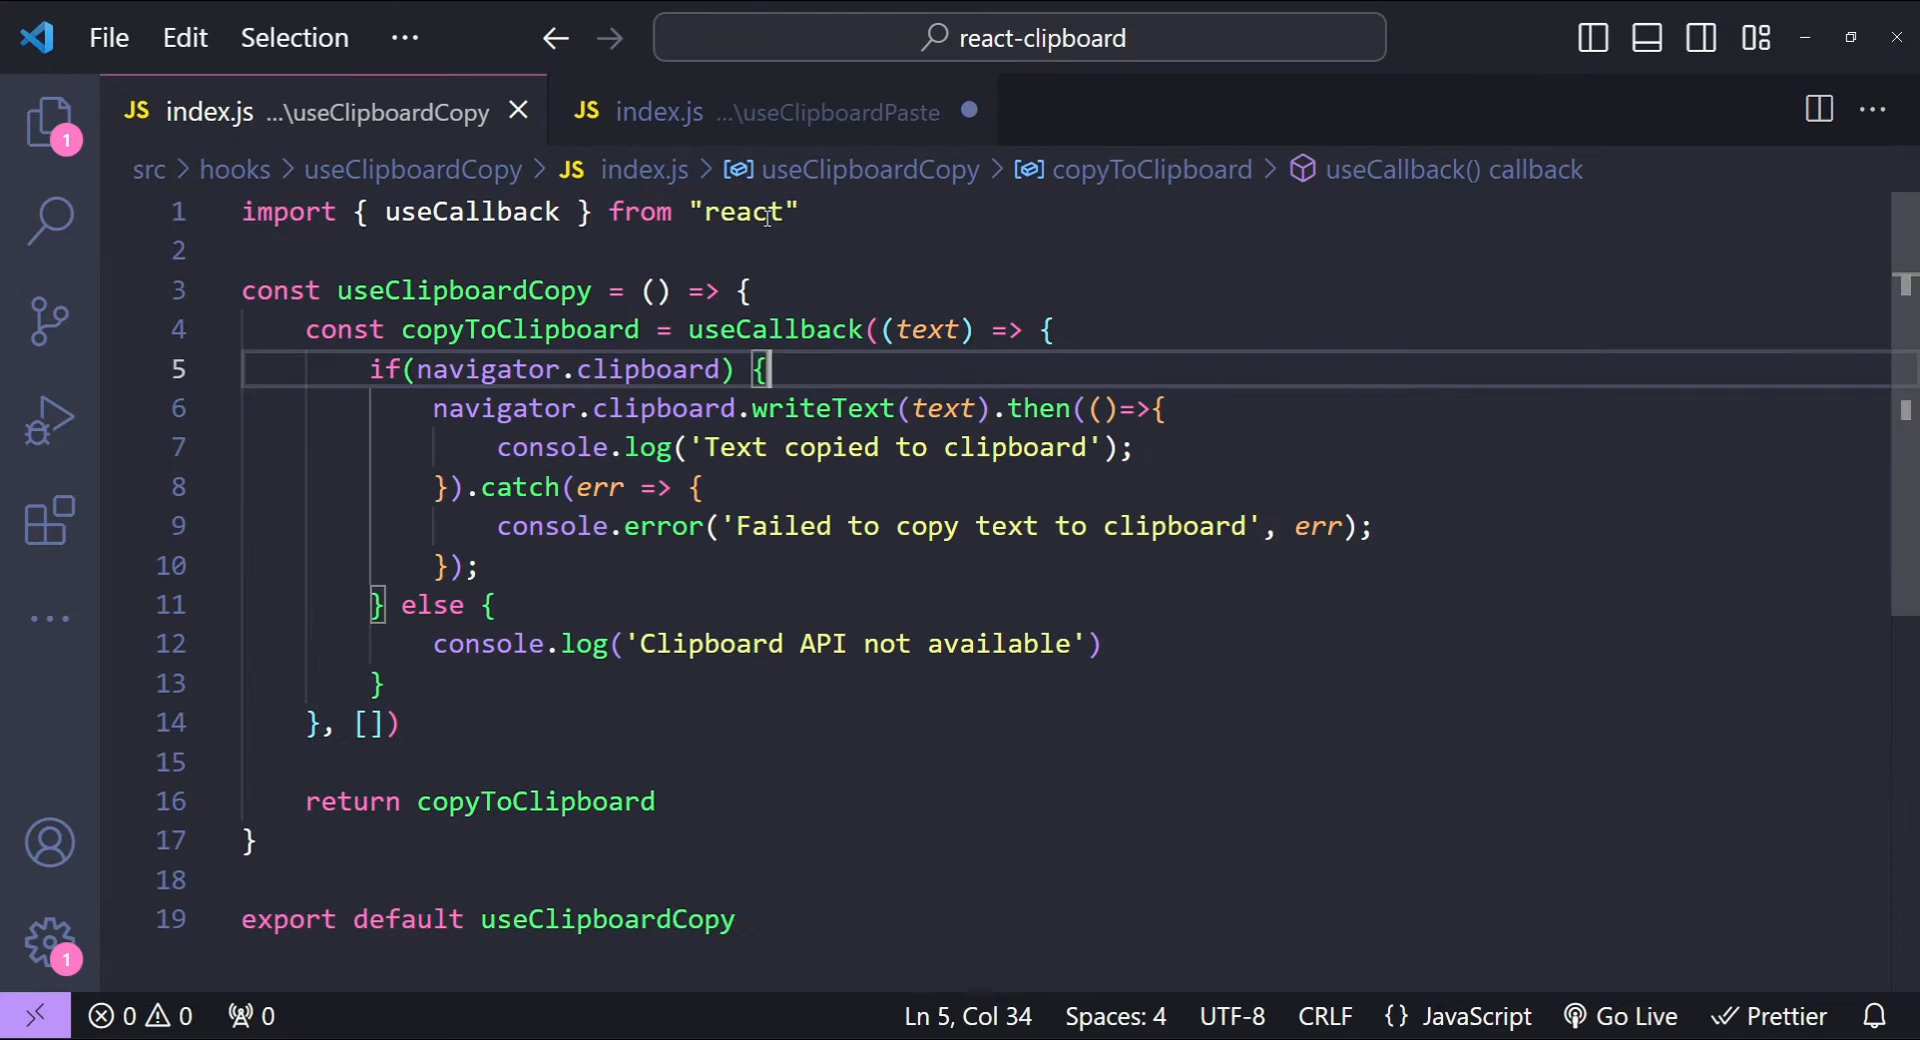 File Edit Selection ··· react-clipboard
JS index.js ...\useClipboardCopy JS index.js ...\useClipboardPaste
1
src > hooks > useClipboardCopy > JS index.js > useClipboardCopy > copyToClipboard > useCallback() callback
1 import { useCallback } from "react"
2
3 const useClipboardCopy = () => {
4 const copyToClipboard = useCallback((text) => {
5 if(navigator.clipboard) {
6 navigator.clipboard.writeText(text).then(()=>{
7 console.log('Text copied to clipboard');
8 }).catch(err => {
9 console.error('Failed to copy text to clipboard', err);
10 });
11 } else {
12 console.log('Clipboard API not available')
13 }
14 }, [])
15
16 return copyToClipboard
17 }
18
19 export default useClipboardCopy
1
0 0 0 Ln 5, Col 34 Spaces: 4 UTF-8 CRLF {} JavaScript Go Live Prettier